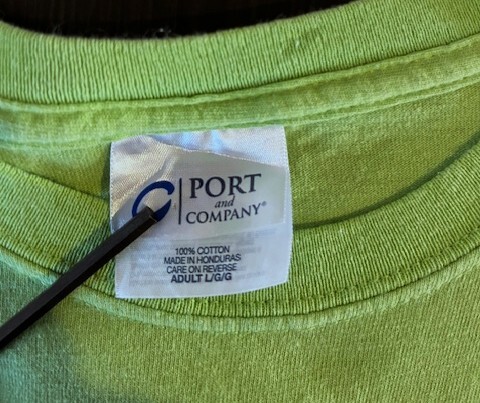 PORT
and
COMPANY®
100% COTTON
MADE IN HONDURAS
CARE ON REVERSE
ADULT L/G/G